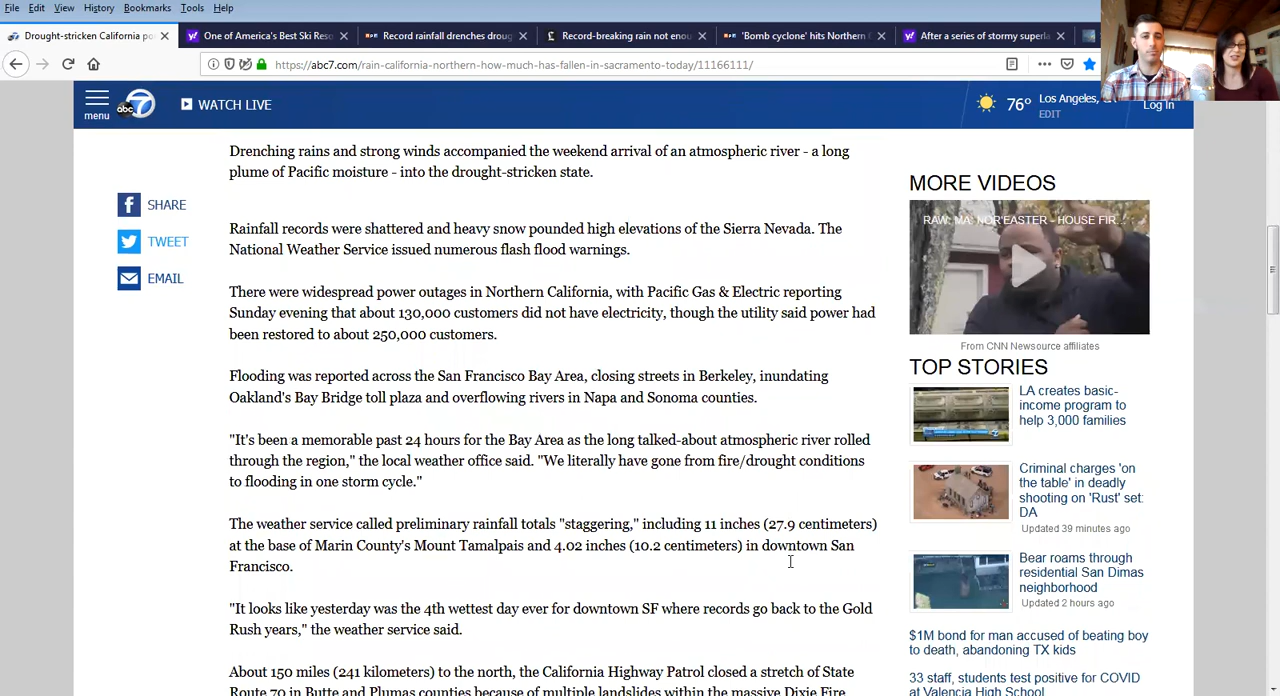 File Edit View History Bookmarks Tools Help
Drought-stricken California po
One of America's Best Ski Reso
Record rainfall drenches droug
Record-breaking rain not enou
'Bomb cyclone' hits Northern
After a series of stormy superla
https://abc7.com/rain-california-northern-how-much-has-fallen-in-sacramento-today/11166111/
menu
abc 7
WATCH LIVE
76°
Los Angeles,
EDIT
Log In
SHARE
TWEET
EMAIL
Drenching rains and strong winds accompanied the weekend arrival of an atmospheric river - a long
plume of Pacific moisture - into the drought-stricken state.
Rainfall records were shattered and heavy snow pounded high elevations of the Sierra Nevada. The
National Weather Service issued numerous flash flood warnings.
There were widespread power outages in Northern California, with Pacific Gas & Electric reporting
Sunday evening that about 130,000 customers did not have electricity, though the utility said power had
been restored to about 250,000 customers.
Flooding was reported across the San Francisco Bay Area, closing streets in Berkeley, inundating
Oakland's Bay Bridge toll plaza and overflowing rivers in Napa and Sonoma counties.
"It's been a memorable past 24 hours for the Bay Area as the long talked-about atmospheric river rolled
through the region," the local weather office said. "We literally have gone from fire/drought conditions
to flooding in one storm cycle."
The weather service called preliminary rainfall totals "staggering," including 11 inches (27.9 centimeters)
at the base of Marin County's Mount Tamalpais and 4.02 inches (10.2 centimeters) in downtown San
Francisco.
"It looks like yesterday was the 4th wettest day ever for downtown SF where records go back to the Gold
Rush years," the weather service said.
About 150 miles (241 kilometers) to the north, the California Highway Patrol closed a stretch of State
Route 70 in Butte and Plumas counties because of multiple landslides within the massive Dixie Fire
MORE VIDEOS
RAW: MA: NOR'EASTER - HOUSE FIR...
From CNN Newsource affiliates
TOP STORIES
LA creates basic-
income program to
help 3,000 families
Criminal charges 'on
the table' in deadly
shooting on 'Rust' set:
DA
Updated 39 minutes ago
Bear roams through
residential San Dimas
neighborhood
Updated 2 hours ago
$1M bond for man accused of beating boy
to death, abandoning TX kids
33 staff, students test positive for COVID
at Valencia High School